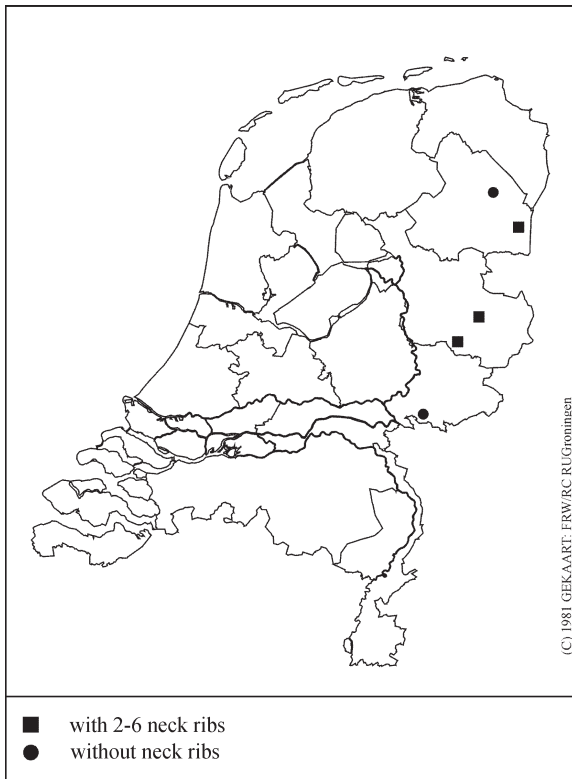 (C) 1981 GEKAART: FRW/RC RUGroningen
with 2-6 neck ribs
without neck ribs